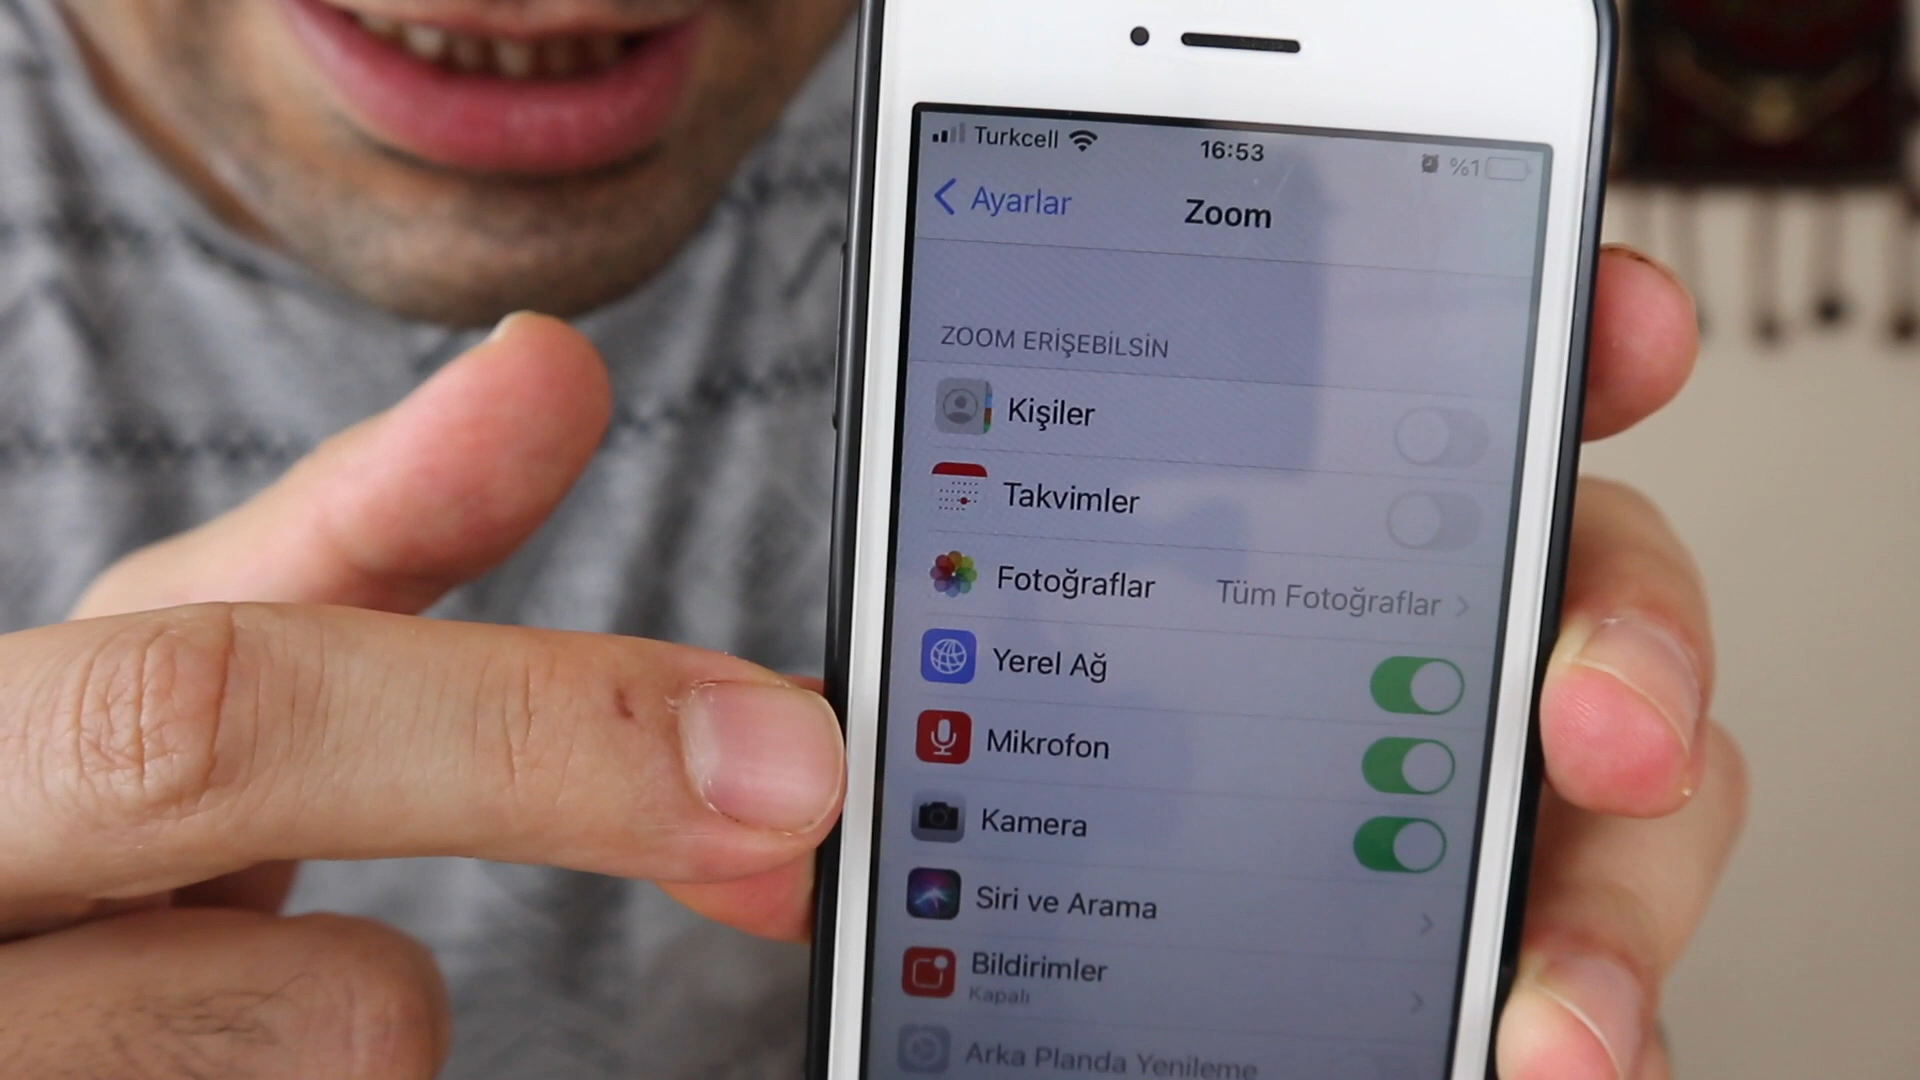 Turkcell 16:53 %1
Ayarlar Zoom
ZOOM ERİŞEBİLSİN
Kişiler
Takvimler
Fotoğraflar Tüm Fotoğraflar
Yerel Ağ
Mikrofon
Kamera
Siri ve Arama
Bildirimler
Kapalı
Arka Planda Yenileme